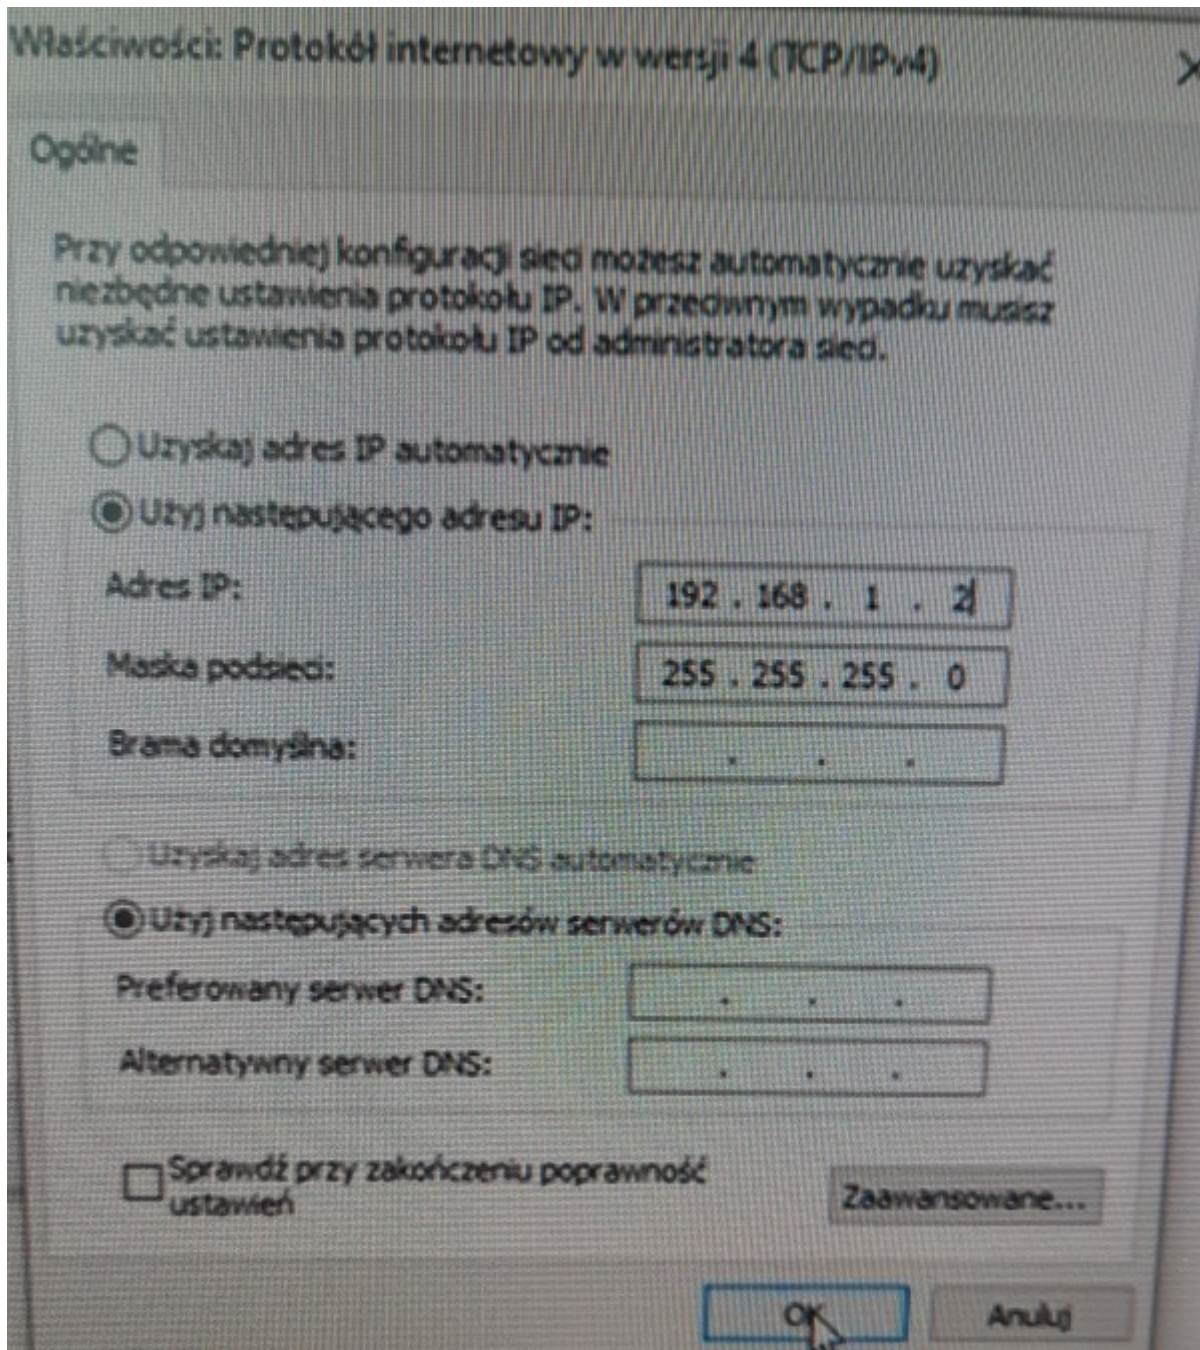 Właściwości: Protokół internetowy w wersji 4 (TCP/IPv4)
Ogólne
Przy odpowiedniej konfiguracji sieci możesz automatycznie uzyskać
niezbędne ustawienia protokołu IP. W przeciwnym wypadku musisz
uzyskać ustawienia protokołu IP od administratora sieci.
Uzyskaj adres IP automatycznie
Użyj następującego adresu IP:
Adres IP: 192 . 168 . 1 . 2
Maska podsieci: 255 . 255 . 255 . 0
Brama domyślna: . . .
Uzyskaj adres serwera DNS automatycznie
Użyj następujących adresów serwerów DNS:
Preferowany serwer DNS: . . .
Alternatywny serwer DNS: . . .
Sprawdź przy zakończeniu poprawność
ustawień
Zaawansowane...
OK Anuluj